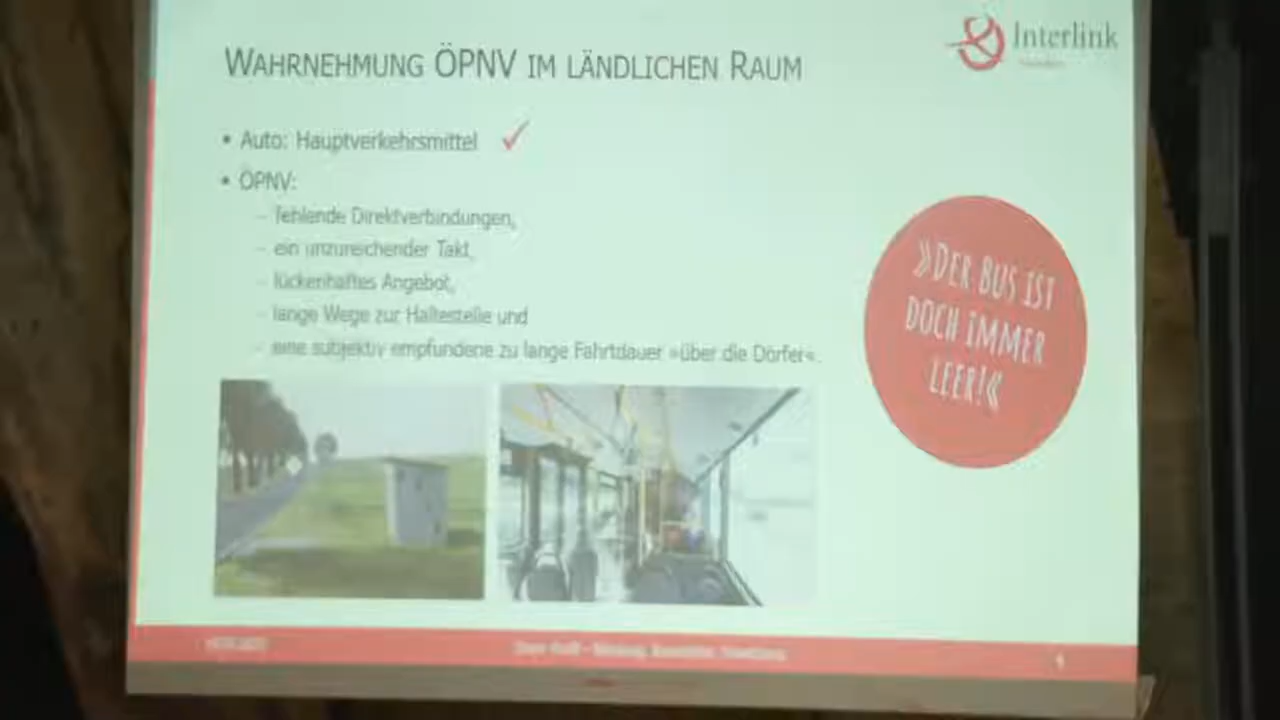 Interlink
WAHRNEHMUNG ÖPNV IM LÄNDLICHEN RAUM
• Auto: Hauptverkehrsmittel ✓
• ÖPNV:
– fehlende Direktverbindungen,
– ein unzureichender Takt,
– lückenhaftes Angebot,
– lange Wege zur Haltestelle und
– eine subjektiv empfundene zu lange Fahrtdauer »über die Dörfer«.
»DER BUS IST
DOCH IMMER
LEER!«